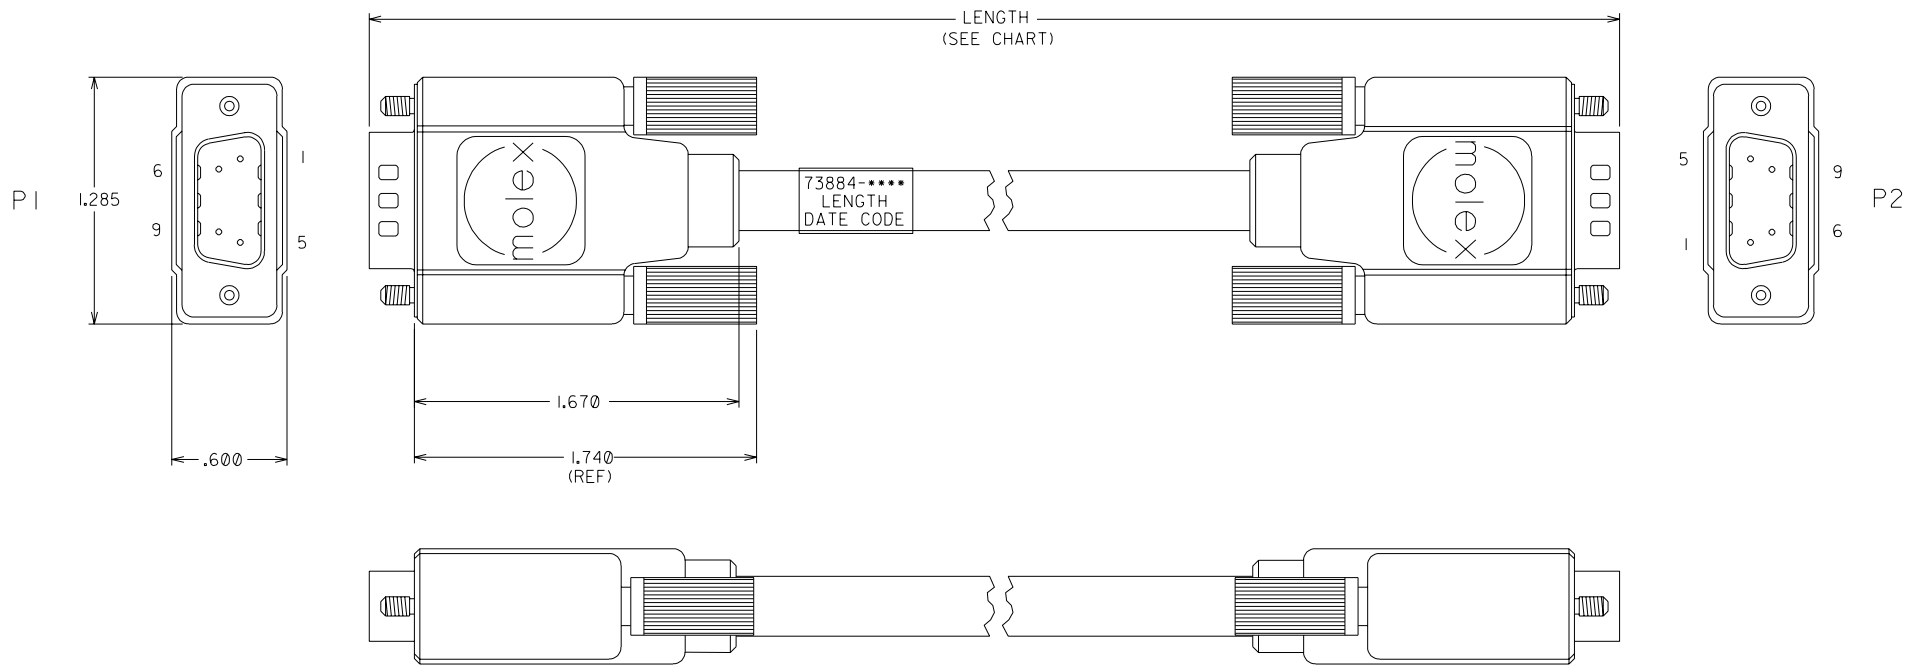 LENGTH
(SEE CHART)
P1
1.285
6
1
9
5
.600
molex
73884-****
LENGTH
DATE CODE
molex
5
9
1
6
P2
1.670
1.740
(REF)